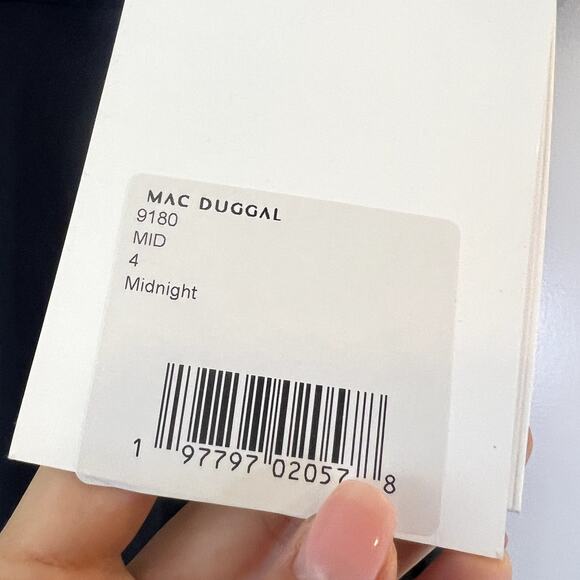 MAC DUGGAL
9180
MID
4
Midnight
1 97797 02057 8